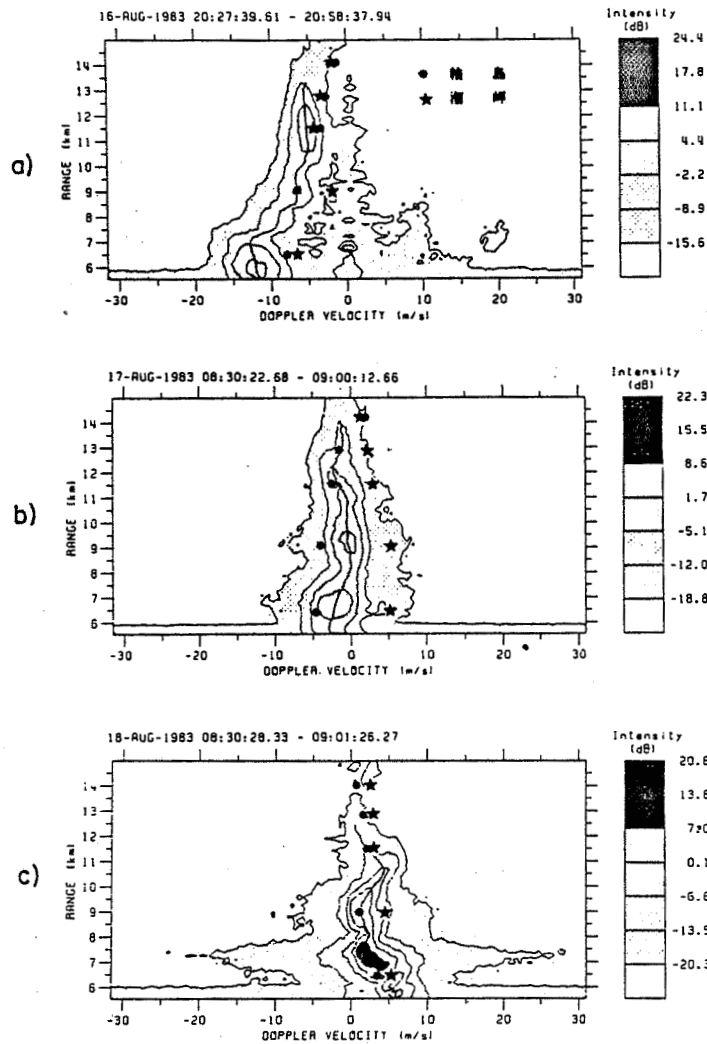 16-AUG-1983 20:27:39.61 - 20:58:37.94
Intensity
(dB)
24.4
17.8
11.1
4.4
-2.2
-8.9
-15.6
a)
RANGE (km)
14
13
12
11
10
9
8
7
6
● 輪 島
★ 潮 岬
-30 -20 -10 0 10 20 30
DOPPLER VELOCITY (m/s)
17-AUG-1983 08:30:22.68 - 09:00:12.66
Intensity
(dB)
22.3
15.5
8.6
1.7
-5.1
-12.0
-18.8
b)
RANGE (km)
14
13
12
11
10
9
8
7
6
-30 -20 -10 0 10 20 30
DOPPLER VELOCITY (m/s)
18-AUG-1983 08:30:28.33 - 09:01:26.27
Intensity
(dB)
20.6
13.8
7.0
0.1
-6.6
-13.5
-20.3
c)
RANGE (km)
14
13
12
11
10
9
8
7
6
-30 -20 -10 0 10 20 30
DOPPLER VELOCITY (m/s)